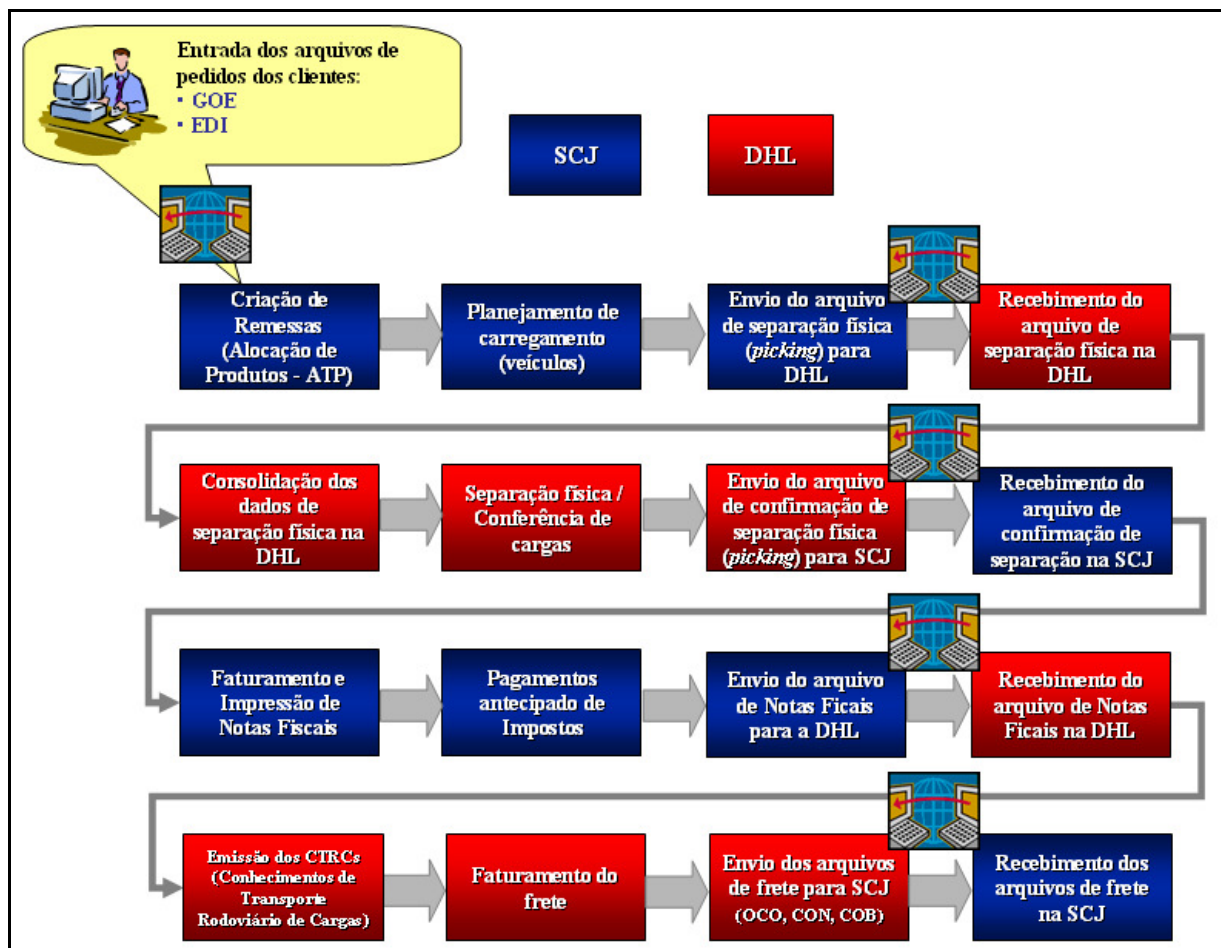 Entrada dos arquivos de
pedidos dos clientes:
▪ GOE
▪ EDI
SCJ
DHL
Criação de
Remessas
(Alocação de
Produtos - ATP)
Planejamento de
carregamento
(veículos)
Envio do arquivo
de separação física
(picking) para
DHL
Recebimento do
arquivo de
separação física na
DHL
Consolidação dos
dados de
separação física na
DHL
Separação física /
Conferência de
cargas
Envio do arquivo
de confirmação de
separação física
(picking) para SCJ
Recebimento do
arquivo de
confirmação de
separação na SCJ
Faturamento e
Impressão de
Notas Fiscais
Pagamentos
antecipado de
Impostos
Envio do arquivo
de Notas Ficais
para a DHL
Recebimento do
arquivo de Notas
Ficais na DHL
Emissão dos CTRCs
(Conhecimentos de
Transporte
Rodoviário de Cargas)
Faturamento do
frete
Envio dos arquivos
de frete para SCJ
(OCO, CON, COB)
Recebimento dos
arquivos de frete
na SCJ